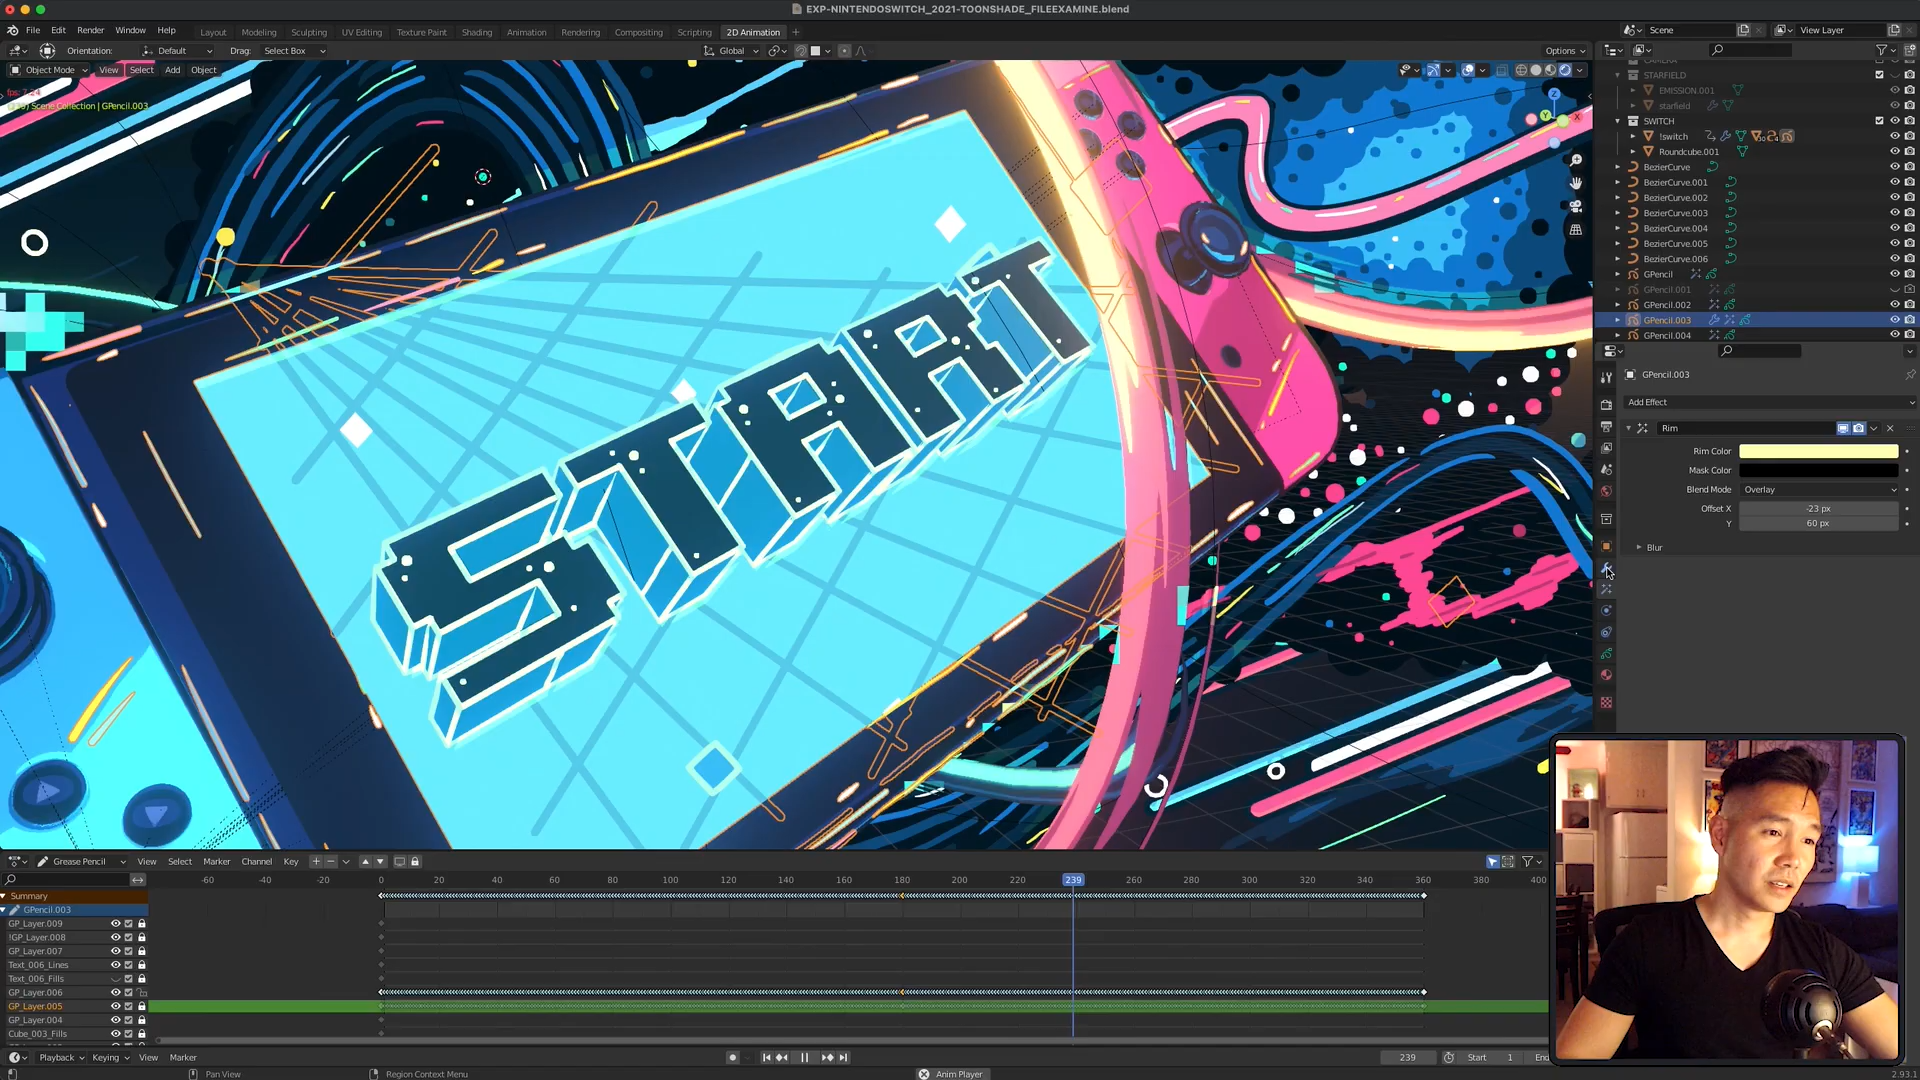 EXP-NINTENDOSWITCH_2021-TOONSHADE_FILEEXAMINE.blend
File Edit Render Window Help Layout Modeling Sculpting UV Editing Texture Paint Shading Animation Rendering Compositing Scripting 2D Animation + Scene View Layer
Orientation: Default Drag: Select Box Global Options
Object Mode View Select Add Object
fps: 7.24
Scene Collection | GPencil.003
START
STARFIELD
EMISSION.001
starfield
SWITCH
!switch
Roundcube.001
BezierCurve
BezierCurve.001
BezierCurve.002
BezierCurve.003
BezierCurve.004
BezierCurve.005
BezierCurve.006
GPencil
GPencil.001
GPencil.002
GPencil.003
GPencil.004
GPencil.003
Add Effect
Rim
Rim Color
Mask Color
Blend Mode Overlay
Offset X -23 px
Y 60 px
Blur
Grease Pencil View Select Marker Channel Key
-60 -40 -20 0 20 40 60 80 100 120 140 160 180 200 220 239 260 280 300 320 340 360 380 400
Summary
GPencil.003
GP_Layer.009
!GP_Layer.008
GP_Layer.007
Text_006_Lines
Text_006_Fills
GP_Layer.006
GP_Layer.005
GP_Layer.004
Cube_003_Fills
Playback Keying View Marker 239 Start 1 End
Pan View Region Context Menu Anim Player 2.93.1